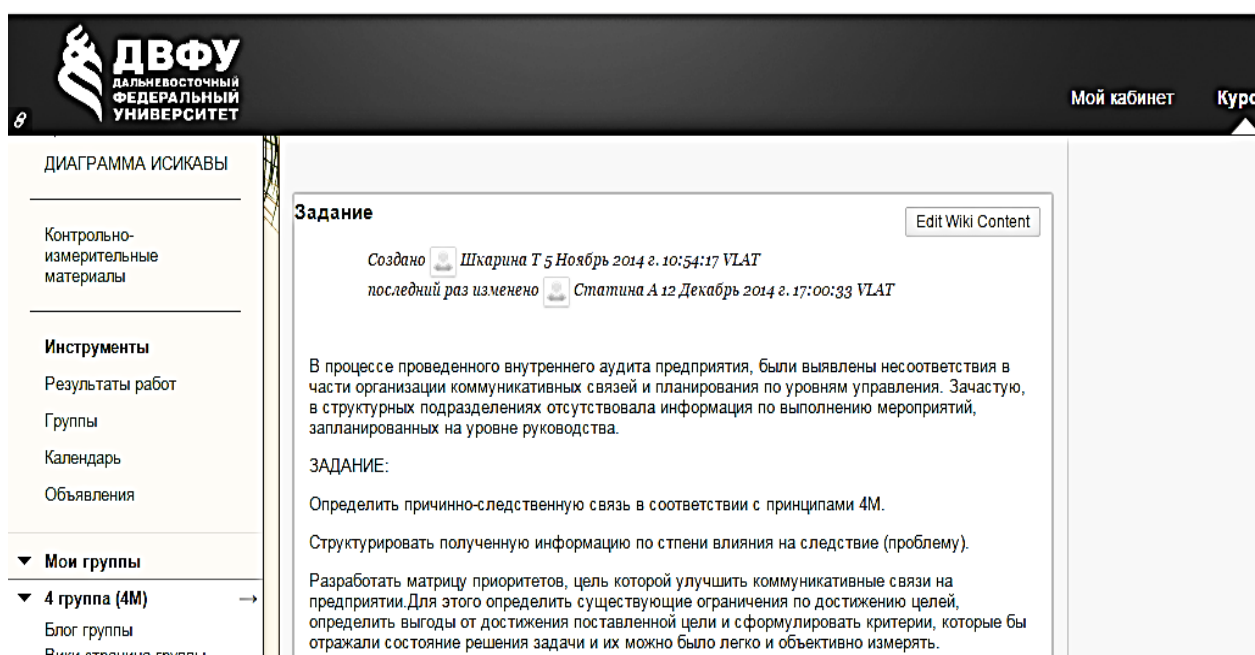 ДВФУ
ДАЛЬНЕВОСТОЧНЫЙ
ФЕДЕРАЛЬНЫЙ
УНИВЕРСИТЕТ
Мой кабинет
Курс
ДИАГРАММА ИСИКАВЫ
Контрольно-
измерительные
материалы
Инструменты
Результаты работ
Группы
Календарь
Объявления
Мои группы
4 группа (4М)
Блог группы
Вики-страница группы
Задание
Edit Wiki Content
Создано Шкарина Т 5 Ноябрь 2014 г. 10:54:17 VLAT
последний раз изменено Статина А 12 Декабрь 2014 г. 17:00:33 VLAT
В процессе проведенного внутреннего аудита предприятия, были выявлены несоответствия в
части организации коммуникативных связей и планирования по уровням управления. Зачастую,
в структурных подразделениях отсутствовала информация по выполнению мероприятий,
запланированных на уровне руководства.
ЗАДАНИЕ:
Определить причинно-следственную связь в соответствии с принципами 4М.
Структурировать полученную информацию по стпени влияния на следствие (проблему).
Разработать матрицу приоритетов, цель которой улучшить коммуникативные связи на
предприятии.Для этого определить существующие ограничения по достижению целей,
определить выгоды от достижения поставленной цели и сформулировать критерии, которые бы
отражали состояние решения задачи и их можно было легко и объективно измерять.